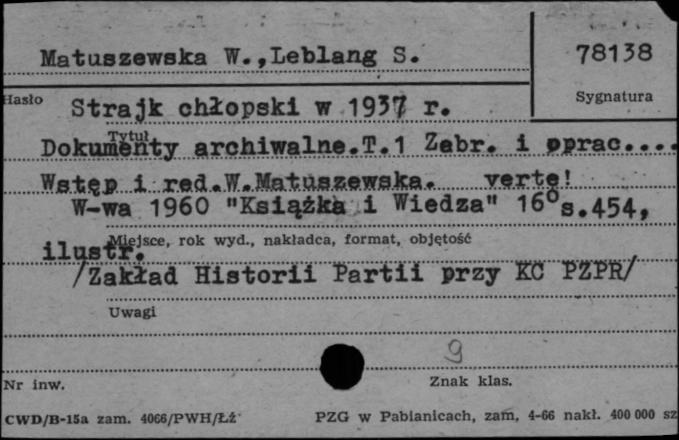 Matuszewska W.,Leblang S.
78138
Hasło
Sygnatura
Strajk chłopski w 1937 r.
Tytuł
Dokumenty archiwalne.T.1 Zebr. i oprac....
Wstęp i red.W.Matuszewska. verte!
W-wa 1960 "Książka i Wiedza" 16° s.454,
Miejsce, rok wyd., nakładca, format, objętość
ilustr.
/Zakład Historii Partii przy KC PZPR/
Uwagi
9
Nr inw.
Znak klas.
CWD/B-15a zam. 4066/PWH/Łź
PZG w Pabianicach, zam, 4-66 nakł. 400 000 sz